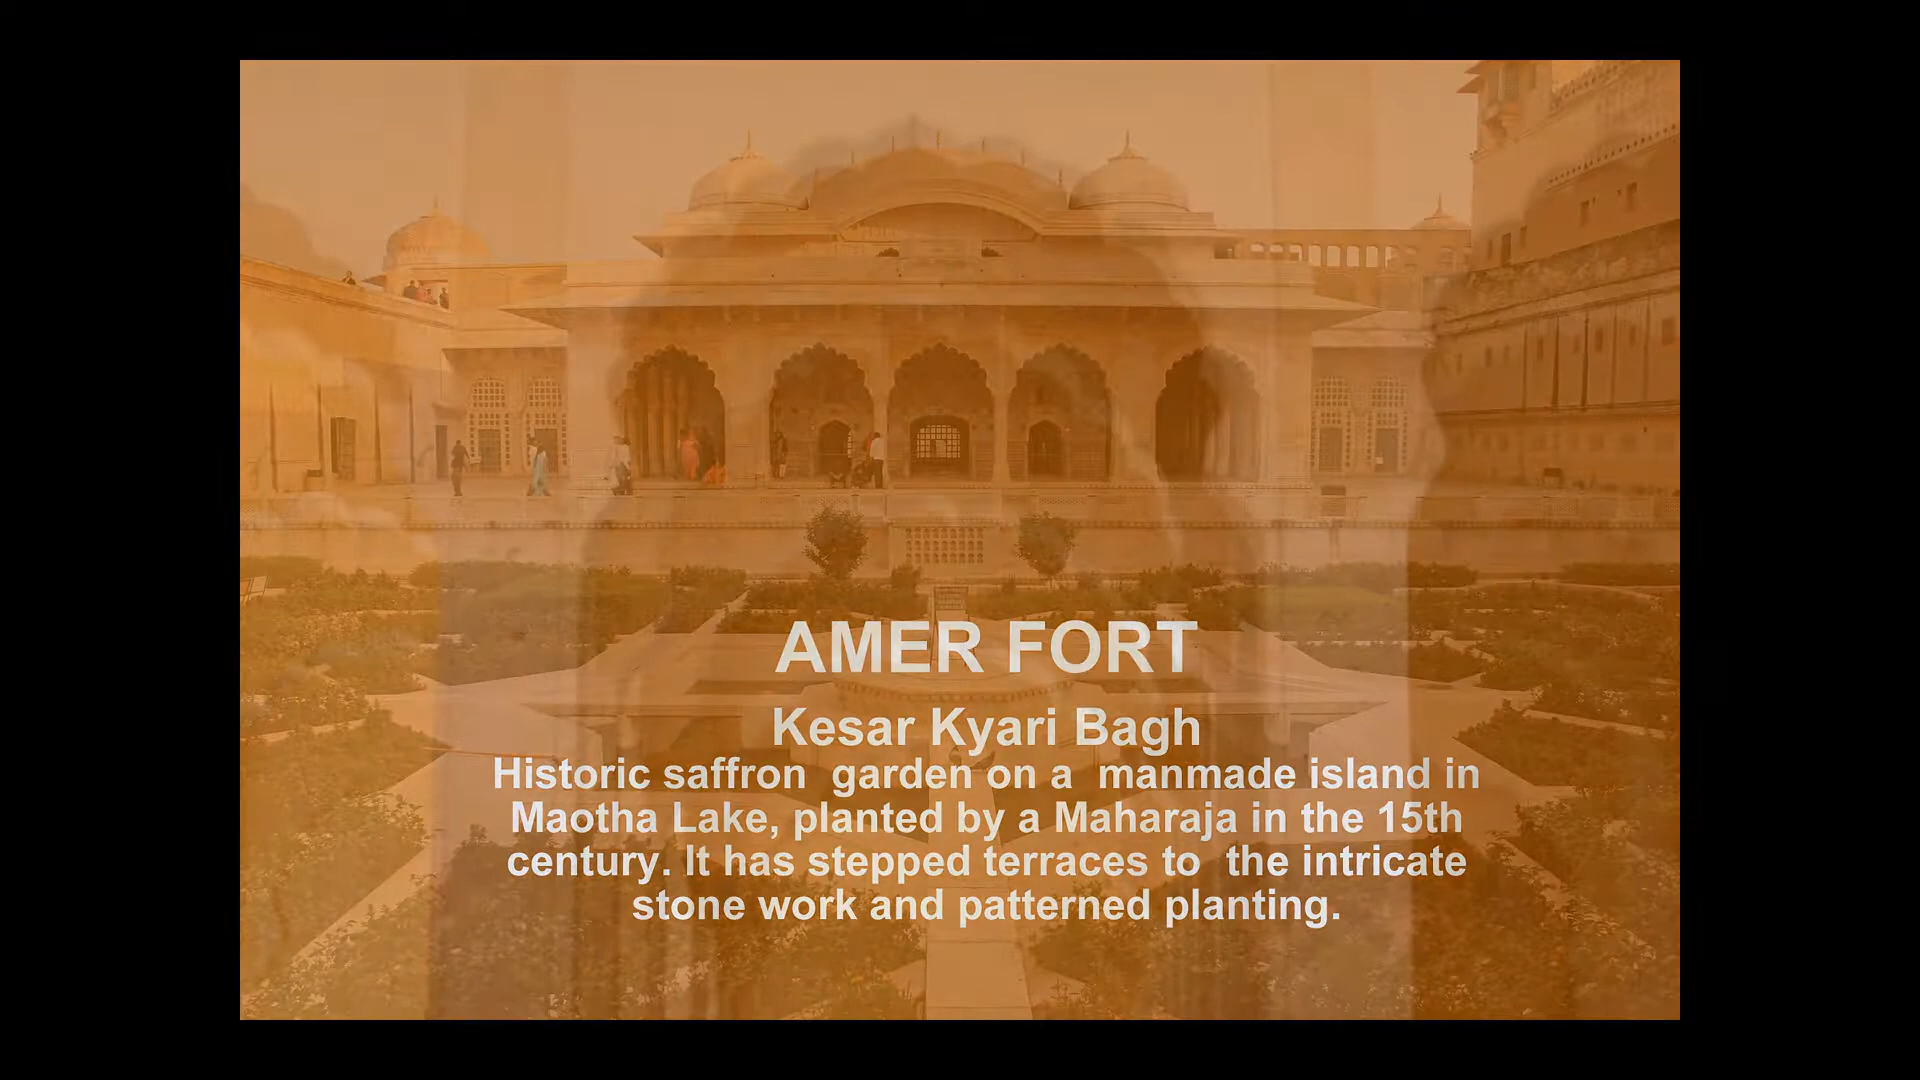 AMER FORT
Kesar Kyari Bagh
Historic saffron garden on a manmade island in
Maotha Lake, planted by a Maharaja in the 15th
century. It has stepped terraces to the intricate
stone work and patterned planting.